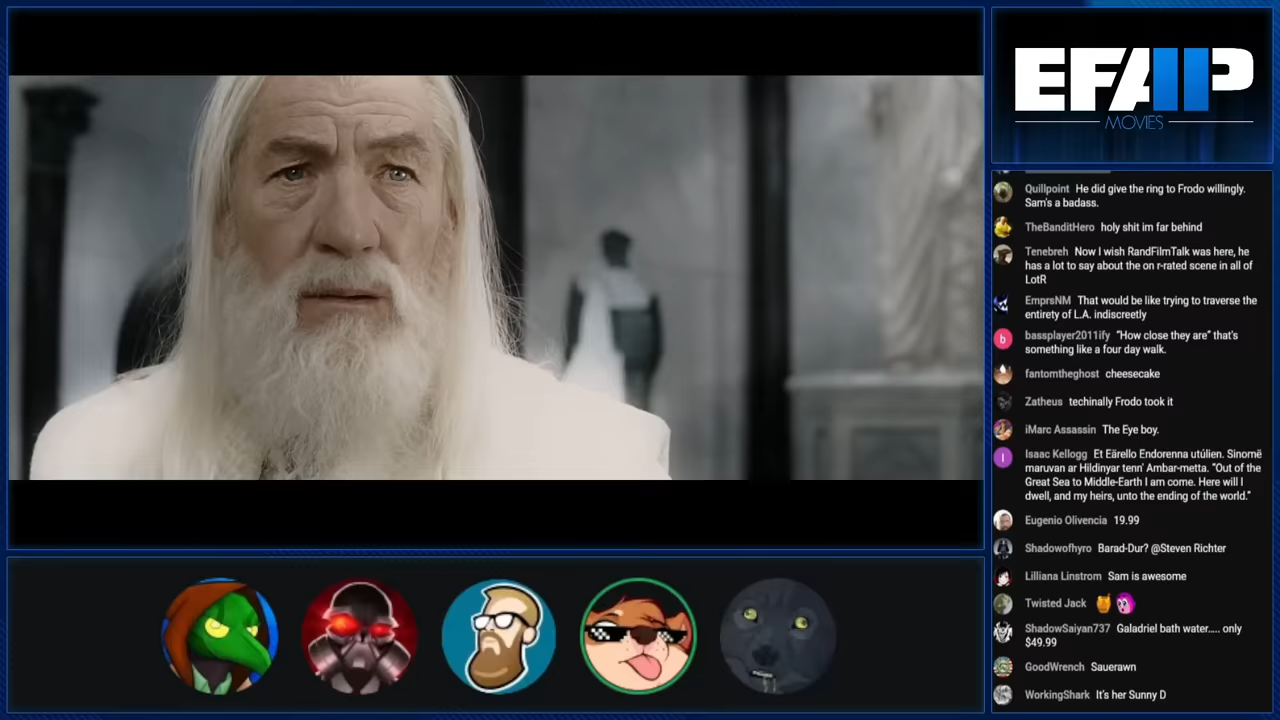 EFAP
MOVIES
Quillpoint He did give the ring to Frodo willingly.
Sam's a badass.
TheBanditHero holy shit im far behind
Tenebreh Now I wish RandFilmTalk was here, he
has a lot to say about the on r-rated scene in all of
LotR
EmprsNM That would be like trying to traverse the
entirety of L.A. indiscreetly
bassplayer2011ify “How close they are” that's
something like a four day walk.
fantomtheghost cheesecake
Zatheus techinally Frodo took it
iMarc Assassin The Eye boy.
Isaac Kellogg Et Eärello Endorenna utúlien. Sinomë
maruvan ar Hildinyar tenn' Ambar-metta. "Out of the
Great Sea to Middle-Earth I am come. Here will I
dwell, and my heirs, unto the ending of the world."
Eugenio Olivencia 19.99
Shadowofhyro Barad-Dur? @Steven Richter
Lilliana Linstrom Sam is awesome
Twisted Jack
ShadowSaiyan737 Galadriel bath water..... only
$49.99
GoodWrench Sauerawn
WorkingShark It's her Sunny D